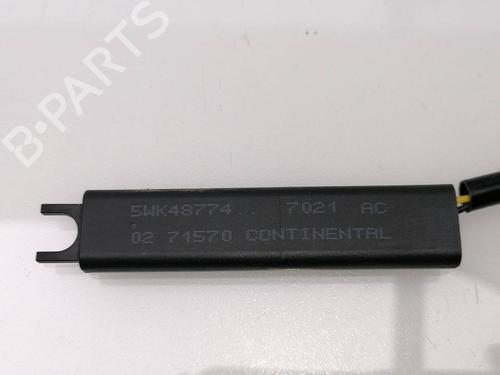 B-PARTS
5WK48774.. 7021 AC
02 71570 CONTINENTAL